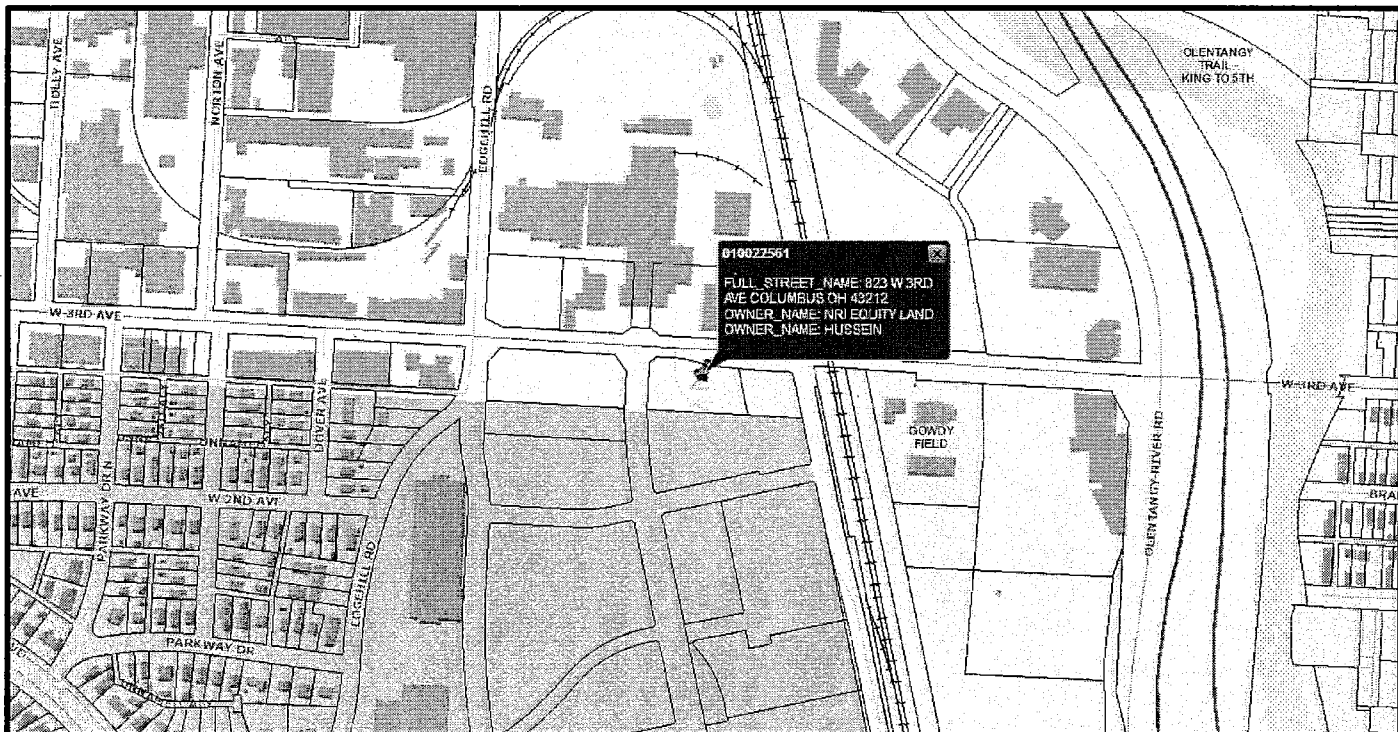 OLENTANGY
TRAIL -
KING TO 5TH
HOLLY AVE
NORTON AVE
EDGEHILL RD
010022561
FULL_STREET_NAME: 823 W 3RD
AVE COLUMBUS OH 43212
OWNER_NAME: NRI EQUITY LAND
OWNER_NAME: HUSSEIN
W 3RD AVE
W 3RD AVE
DOVER AVE
GOWDY
FIELD
OLENTANGY RIVER RD
AVE
W 2ND AVE
PARKWAY DR N
EDGEHILL RD
BRA
PARKWAY DR